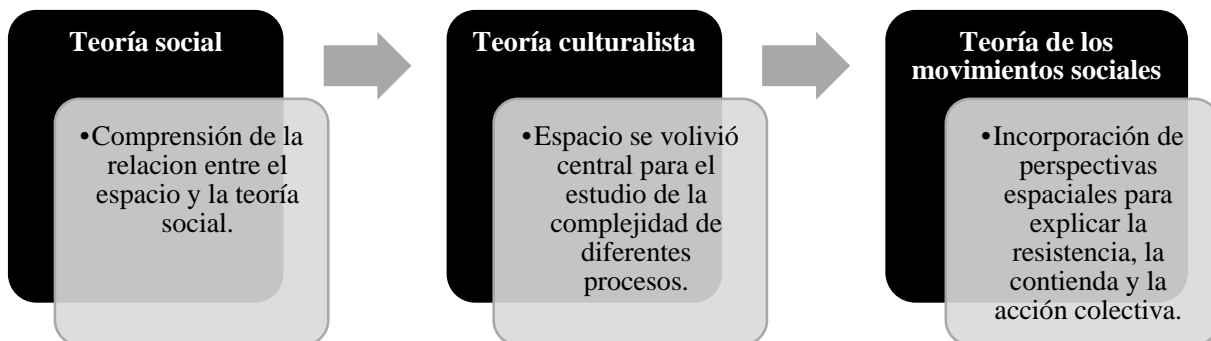 Teoría social
•Comprensión de la
relacion entre el
espacio y la teoría
social.
Teoría culturalista
•Espacio se volivió
central para el
estudio de la
complejidad de
diferentes
procesos.
Teoría de los
movimientos sociales
•Incorporación de
perspectivas
espaciales para
explicar la
resistencia, la
contienda y la
acción colectiva.